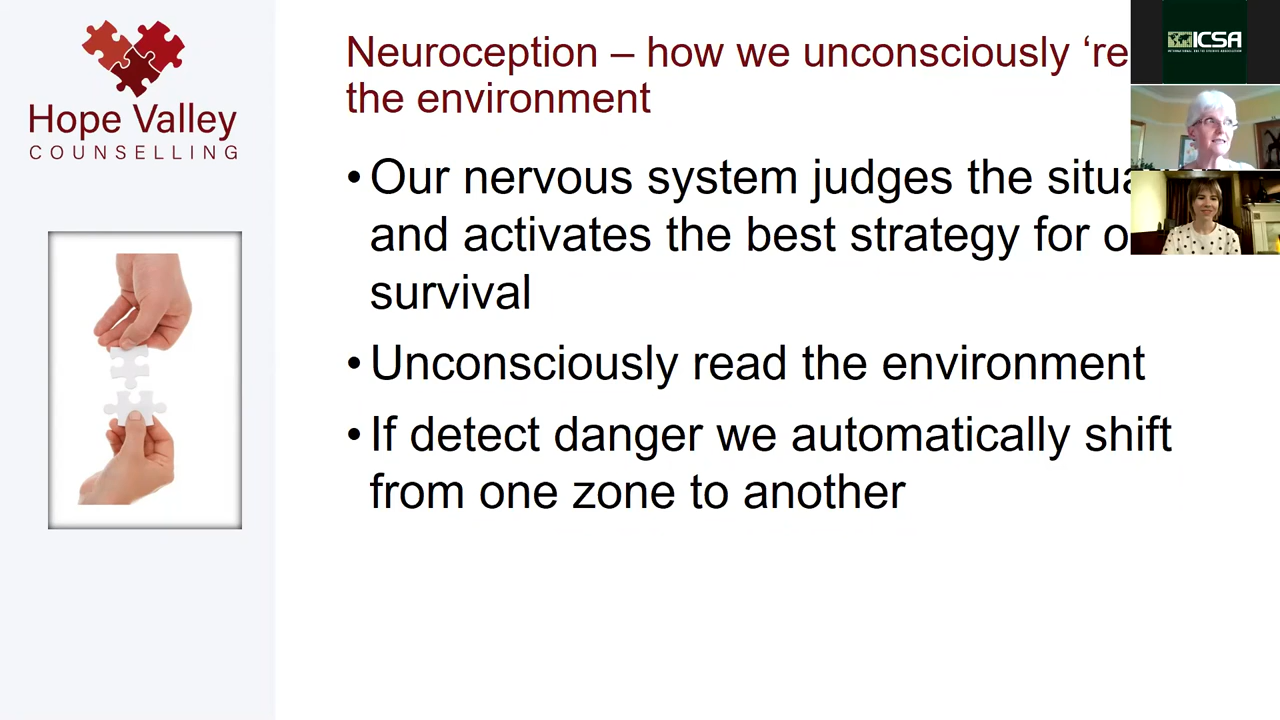 Hope Valley
COUNSELLING
Neuroception – how we unconsciously ‘re
the environment
•Our nervous system judges the situa
and activates the best strategy for o
survival
•Unconsciously read the environment
•If detect danger we automatically shift
from one zone to another
ICSA